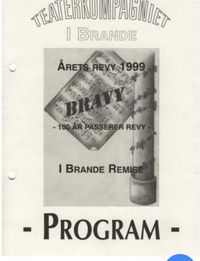 TEATERKOMPAGNIET
I BRANDE
ÅRETS REVY 1999
BRAVY
- 100 ÅR PASSERER REVY -
I BRANDE REMISE
- PROGRAM -